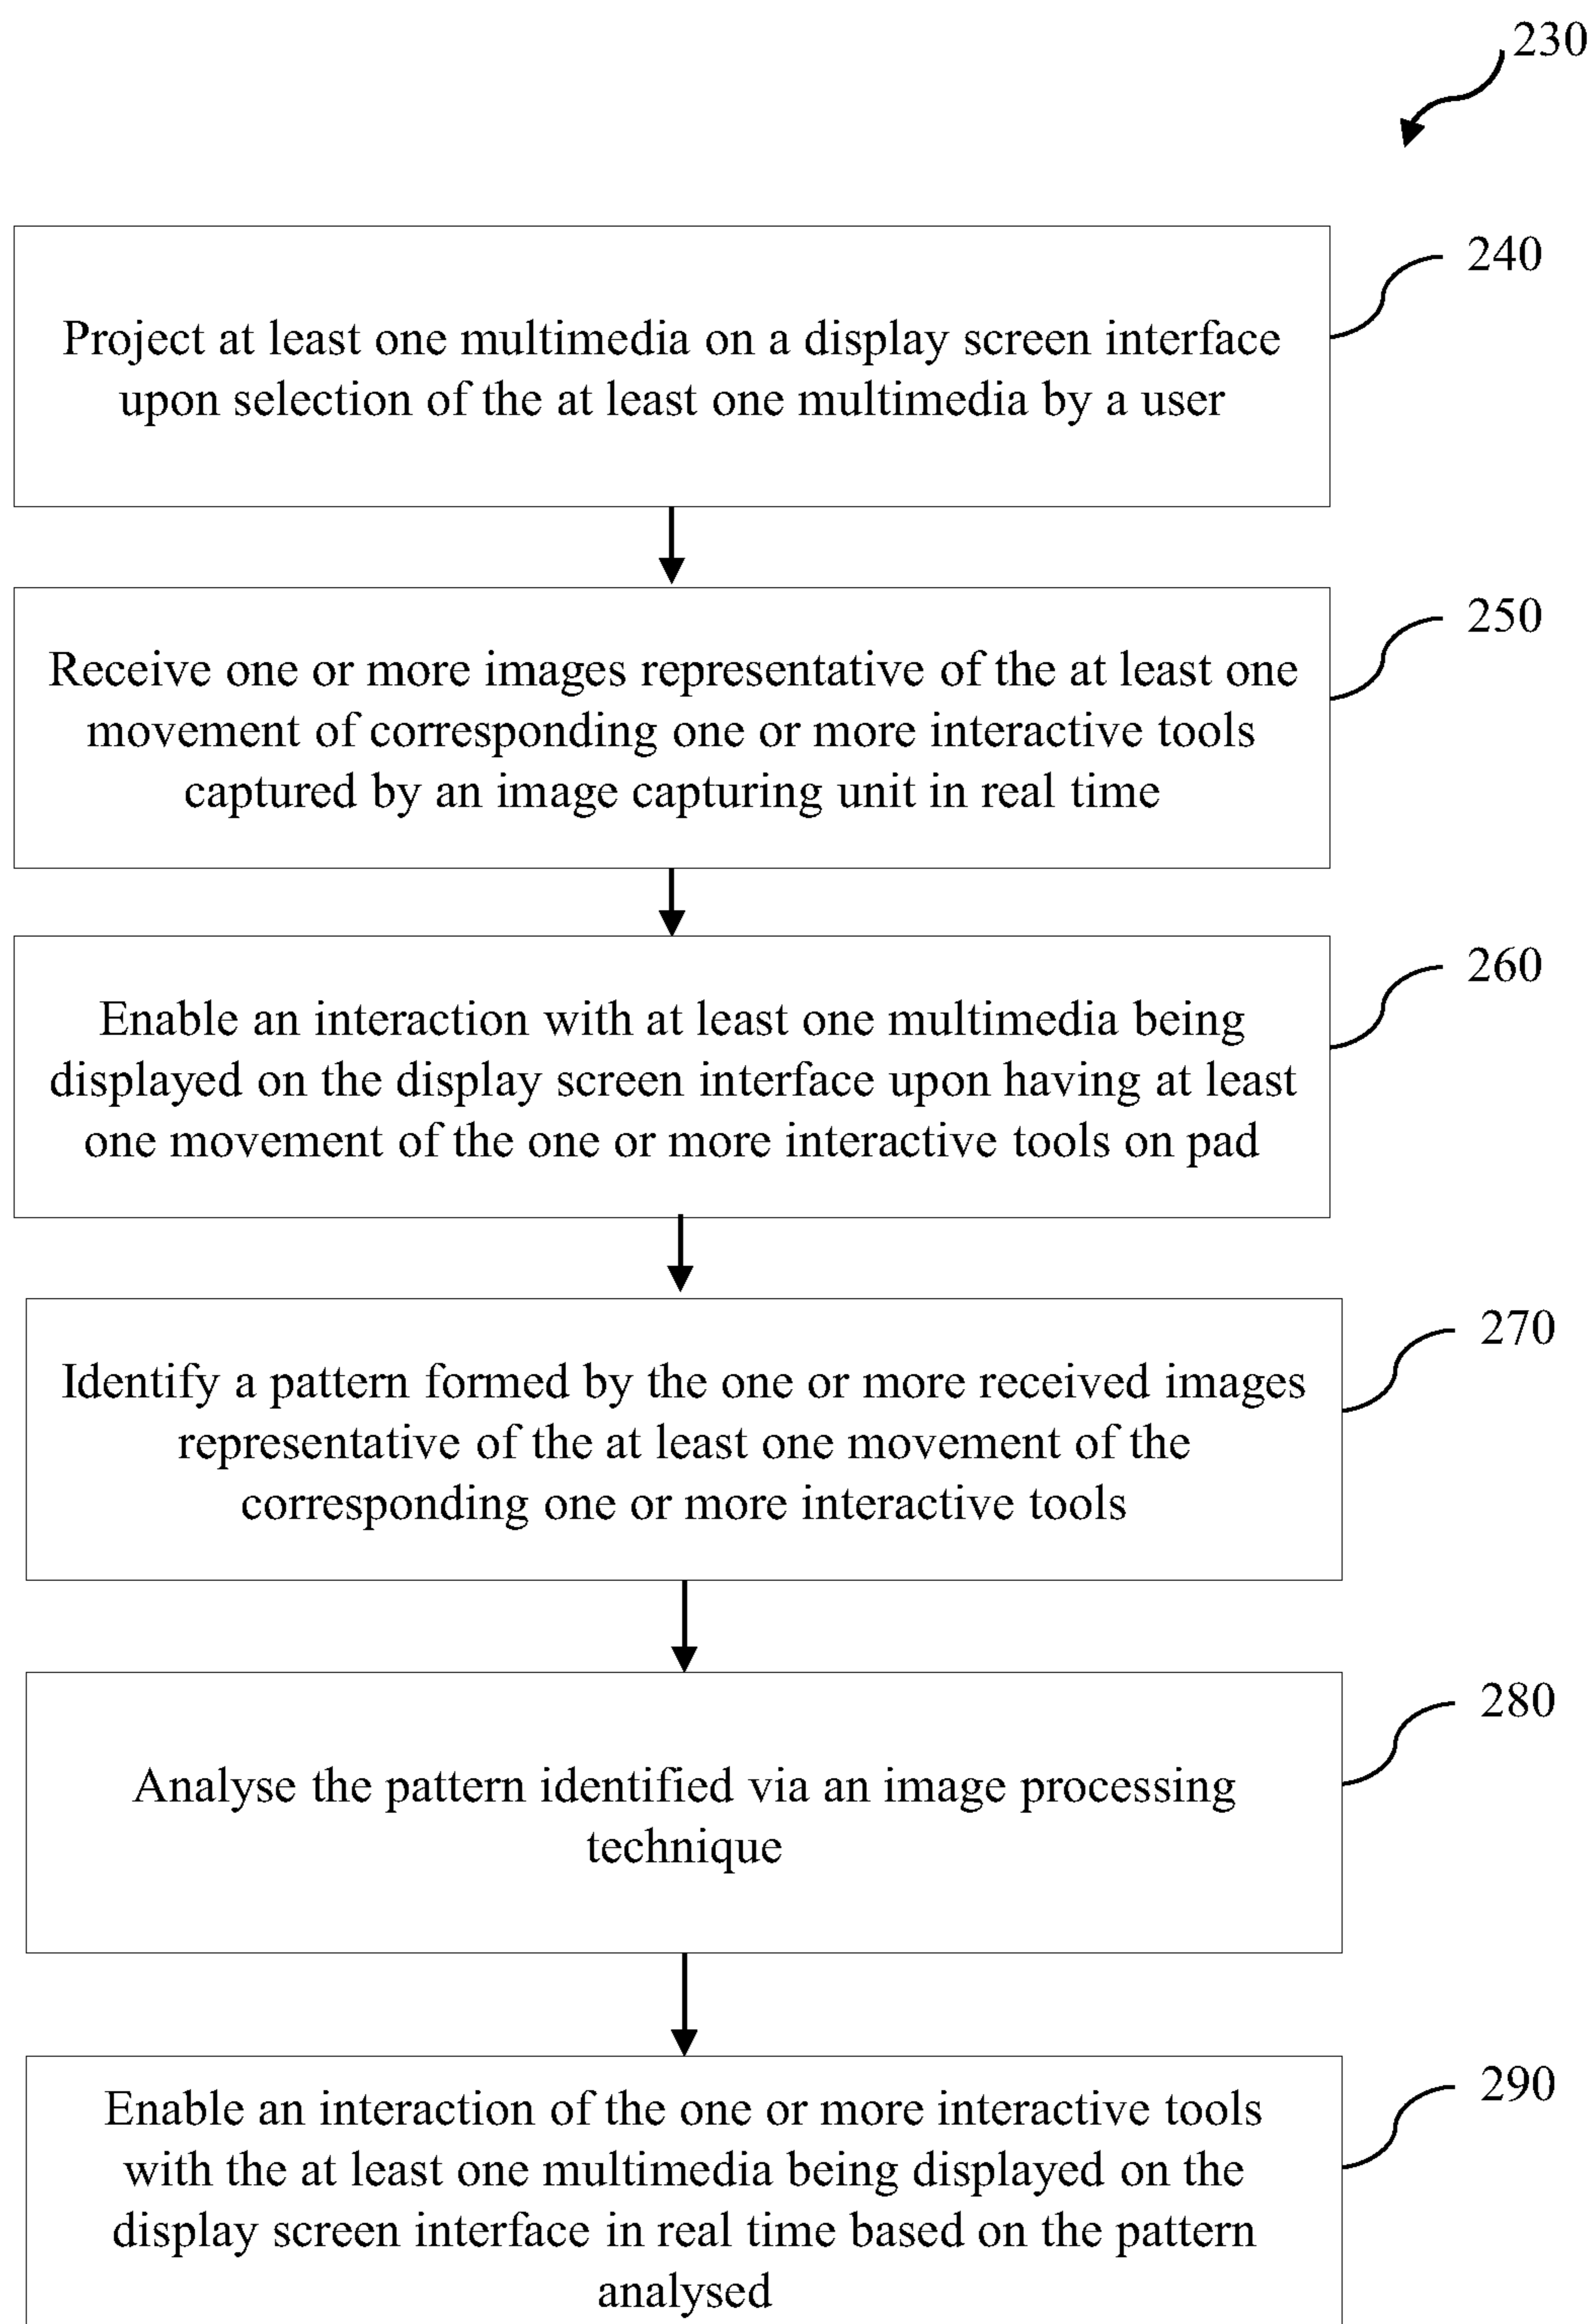 230
240
Project at least one multimedia on a display screen interface
upon selection of the at least one multimedia by a user
250
Receive one or more images representative of the at least one
movement of corresponding one or more interactive tools
captured by an image capturing unit in real time
260
Enable an interaction with at least one multimedia being
displayed on the display screen interface upon having at least
one movement of the one or more interactive tools on pad
270
Identify a pattern formed by the one or more received images
representative of the at least one movement of the
corresponding one or more interactive tools
280
Analyse the pattern identified via an image processing
technique
290
Enable an interaction of the one or more interactive tools
with the at least one multimedia being displayed on the
display screen interface in real time based on the pattern
analysed